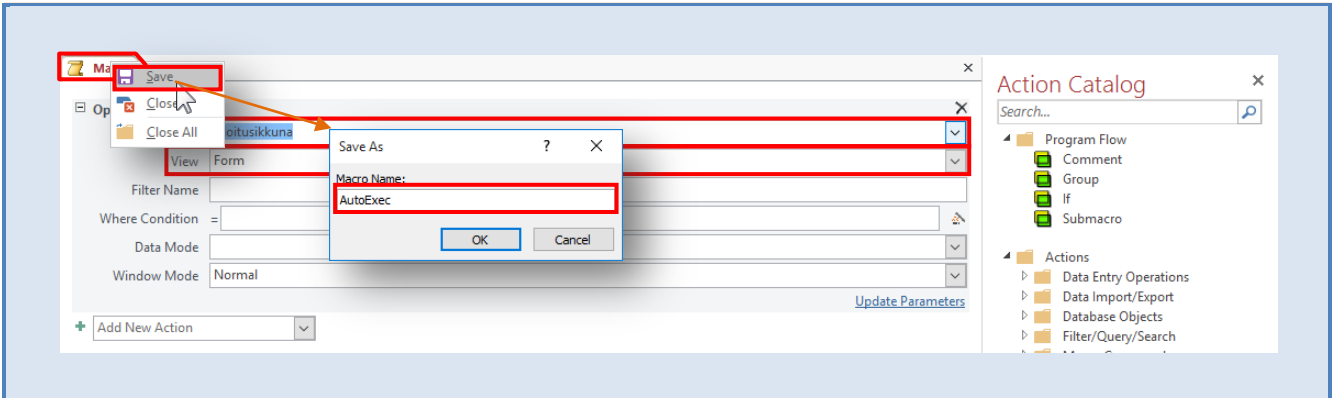 Ma
Save
Close
Close All
Op
oitusikkuna
View Form
Filter Name
Where Condition =
Data Mode
Window Mode Normal
Update Parameters
Add New Action
Save As
Macro Name:
AutoExec
OK Cancel
Action Catalog
Search...
Program Flow
Comment
Group
If
Submacro
Actions
Data Entry Operations
Data Import/Export
Database Objects
Filter/Query/Search